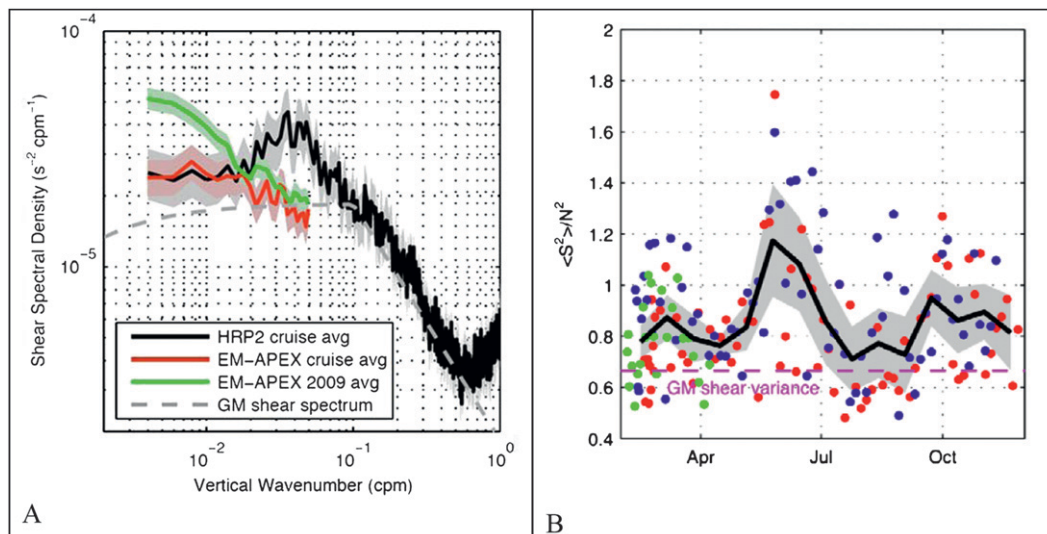 10⁻⁴
10⁻⁵
Shear Spectral Density (s⁻² cpm⁻¹)
HRP2 cruise avg
EM-APEX cruise avg
EM-APEX 2009 avg
GM shear spectrum
10⁻²
10⁻¹
10⁰
Vertical Wavenumber (cpm)
A
2
1.8
1.6
1.4
1.2
1
0.8
0.6
0.4
<S²>/N²
GM shear variance
Apr
Jul
Oct
B